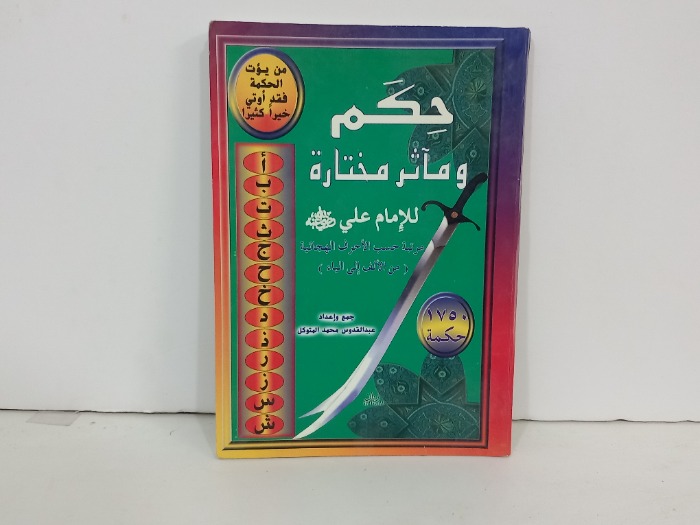 من يؤت
الحكمة
فقد أوتي
خيراً كثيرا
حِكَم
و مآثر مختارة
للإمام علي
مرتبة حسب الأحرف الهجائية
( من الألف إلى الياء )
جمع وإعداد
عبدالقدوس محمد المتوكل
١٧٥٠
حكمة
أ
ب
ت
ث
ج
ح
خ
د
ذ
ر
ز
س
ش